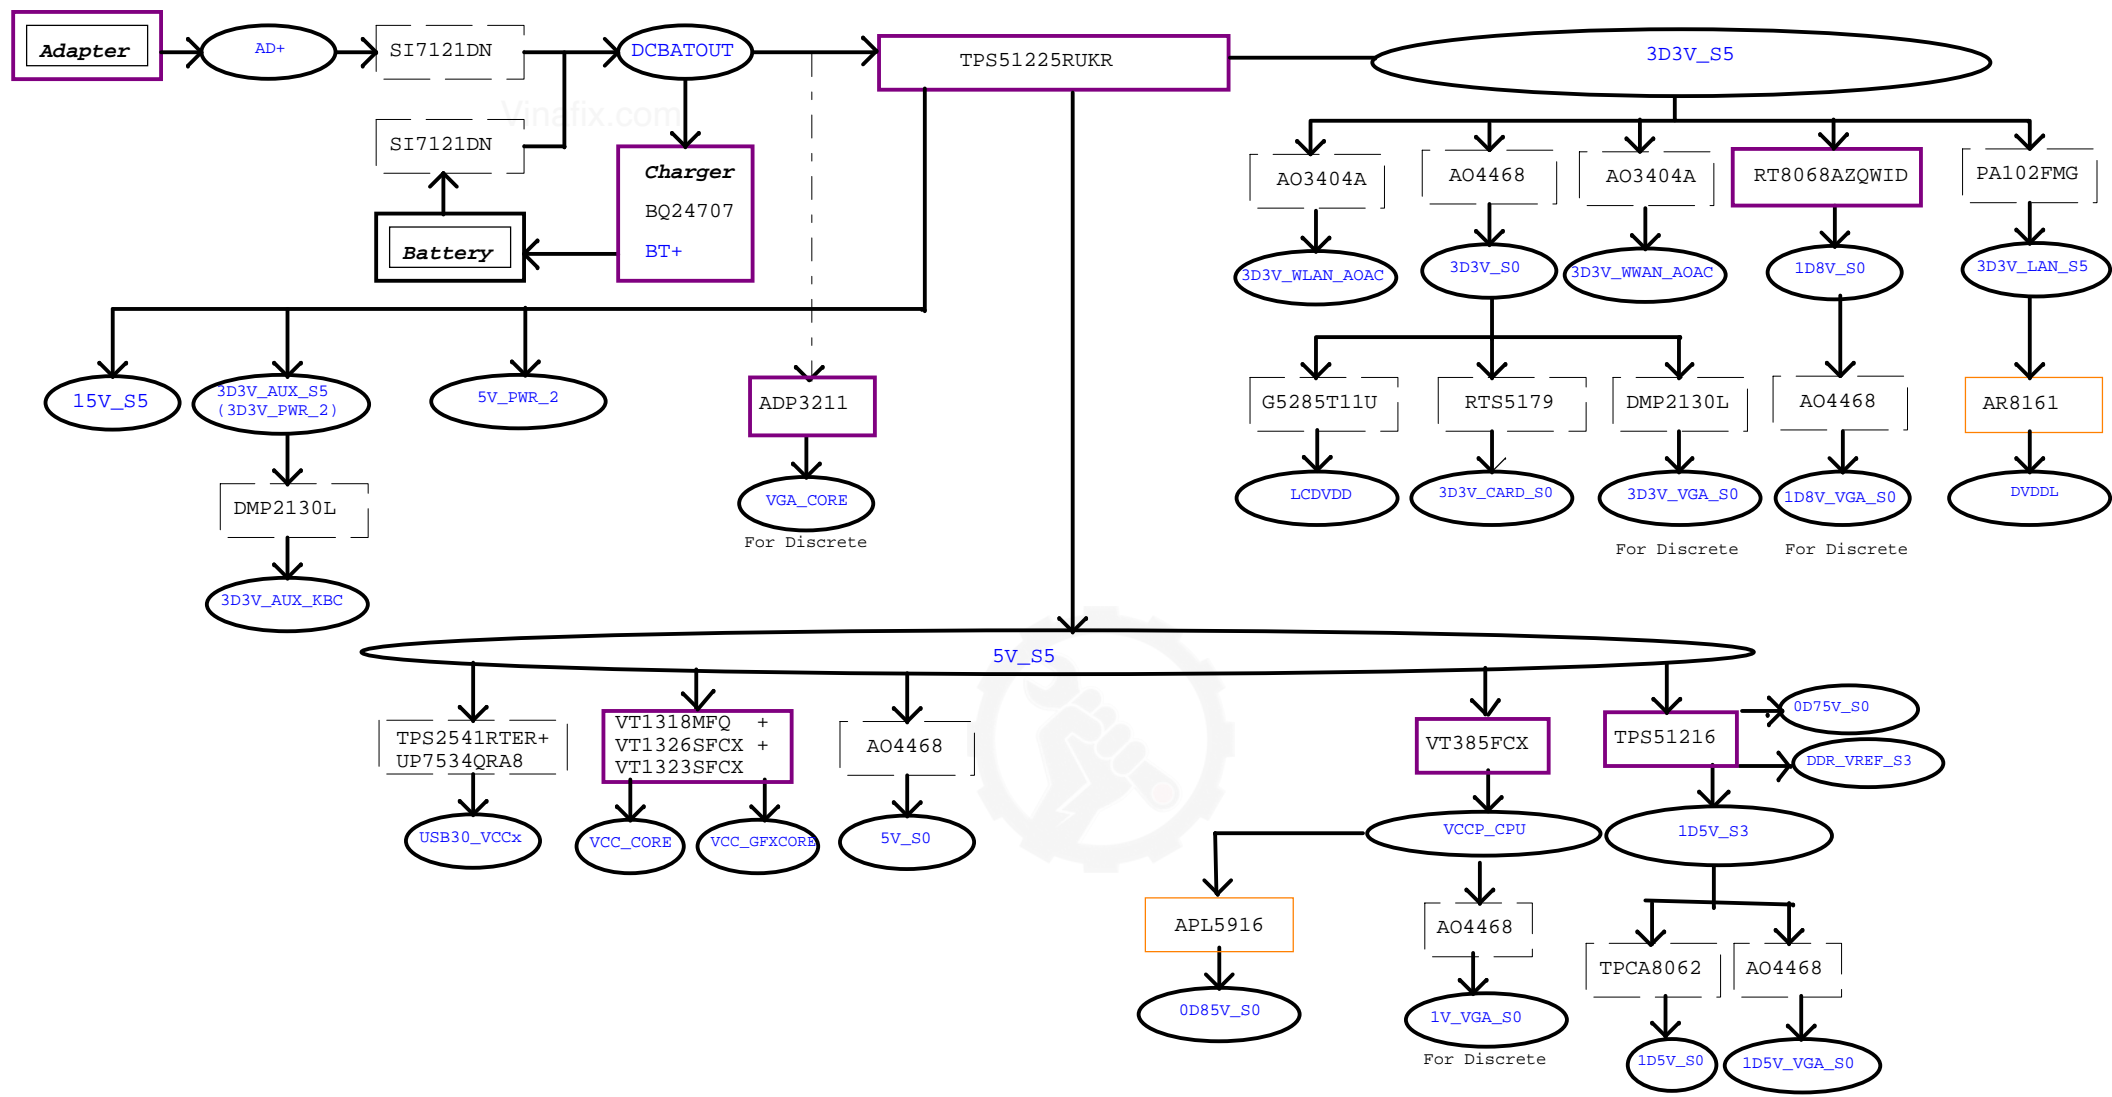 Adapter
AD+
SI7121DN
DCBATOUT
TPS51225RUKR
3D3V_S5
Vinafix.com
SI7121DN
Charger
BQ24707
BT+
Battery
AO3404A
AO4468
AO3404A
RT8068AZQWID
PA102FMG
3D3V_WLAN_AOAC
3D3V_S0
3D3V_WWAN_AOAC
1D8V_S0
3D3V_LAN_S5
15V_S5
3D3V_AUX_S5
(3D3V_PWR_2)
5V_PWR_2
ADP3211
G5285T11U
RTS5179
DMP2130L
AO4468
AR8161
DMP2130L
VGA_CORE
For Discrete
LCDVDD
3D3V_CARD_S0
3D3V_VGA_S0
1D8V_VGA_S0
DVDDL
For Discrete
For Discrete
3D3V_AUX_KBC
5V_S5
TPS2541RTER+
UP7534QRA8
VT1318MFQ +
VT1326SFCX +
VT1323SFCX
AO4468
VT385FCX
TPS51216
0D75V_S0
DDR_VREF_S3
USB30_VCCx
VCC_CORE
VCC_GFXCORE
5V_S0
VCCP_CPU
1D5V_S3
APL5916
AO4468
TPCA8062
AO4468
0D85V_S0
1V_VGA_S0
For Discrete
1D5V_S0
1D5V_VGA_S0